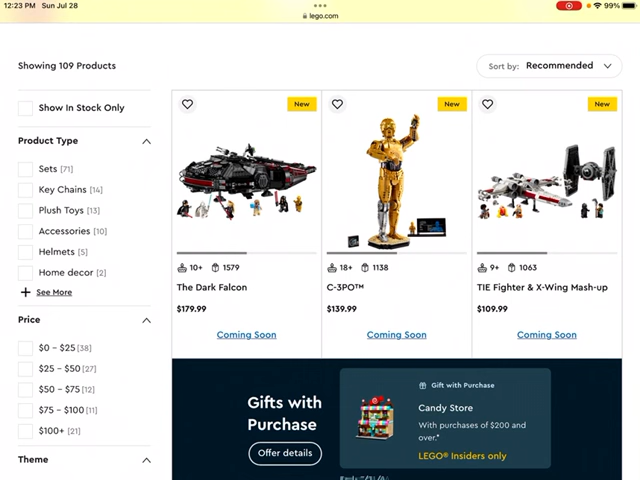 12:23 PM Sun Jul 28
99%
lego.com
Showing 109 Products
Sort by: Recommended
Show In Stock Only
Product Type
Sets [71]
Key Chains [14]
Plush Toys [13]
Accessories [10]
Helmets [5]
Home decor [2]
See More
Price
$0 – $25 [38]
$25 – $50 [27]
$50 – $75 [12]
$75 – $100 [11]
$100+ [21]
Theme
New
10+ 1579
The Dark Falcon
$179.99
Coming Soon
New
18+ 1138
C-3PO™
$139.99
Coming Soon
New
9+ 1063
TIE Fighter & X-Wing Mash-up
$109.99
Coming Soon
Gifts with
Purchase
Offer details
Gift with Purchase
Candy Store
With purchases of $200 and
over.*
LEGO® Insiders only